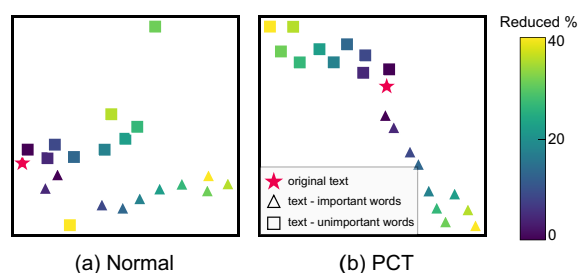 Reduced %
40
20
0
original text
text - important words
text - unimportant words
(a) Normal
(b) PCT